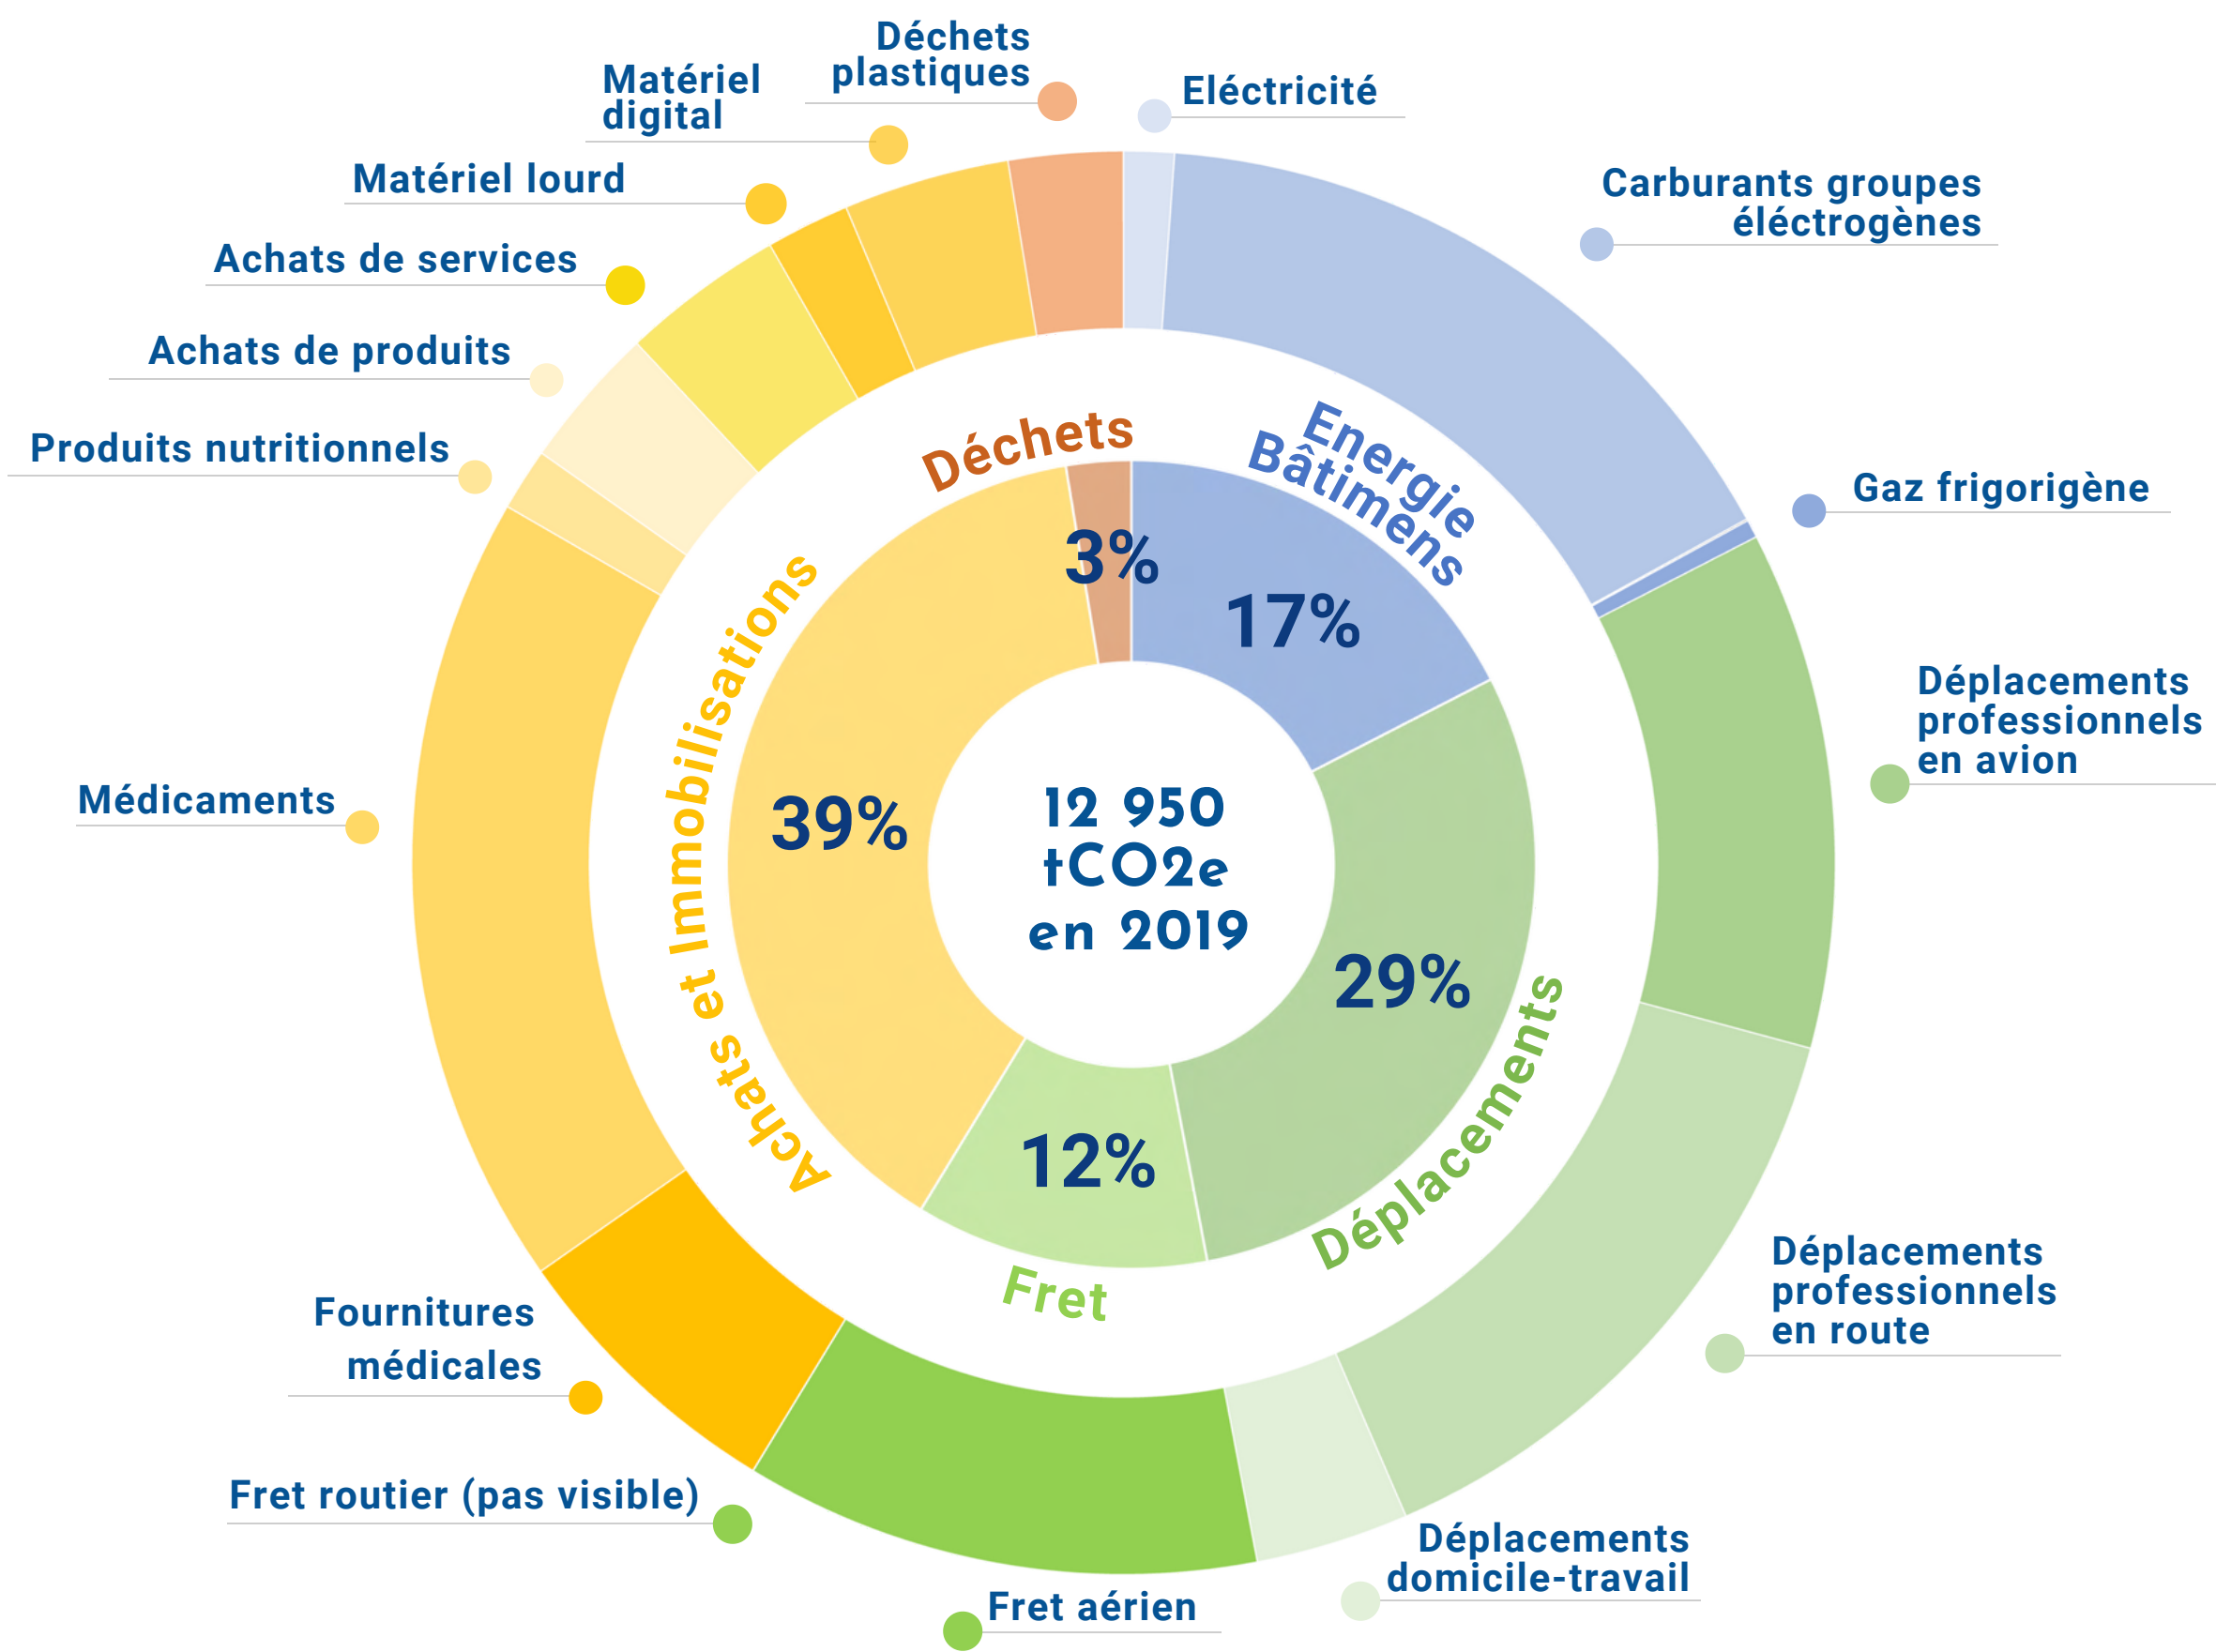 Déchets
plastiques
Eléctricité
Matériel
digital
Matériel lourd
Carburants groupes
éléctrogènes
Achats de services
Achats de produits
Produits nutritionnels
Gaz frigorigène
Déchets
Energie
Bâtimens
3%
17%
Achats et Immobilisations
Déplacements
professionnels
en avion
Médicaments
39%
12 950
tCO2e
en 2019
29%
Déplacements
12%
Fret
Déplacements
professionnels
en route
Fournitures
médicales
Fret routier (pas visible)
Déplacements
domicile-travail
Fret aérien